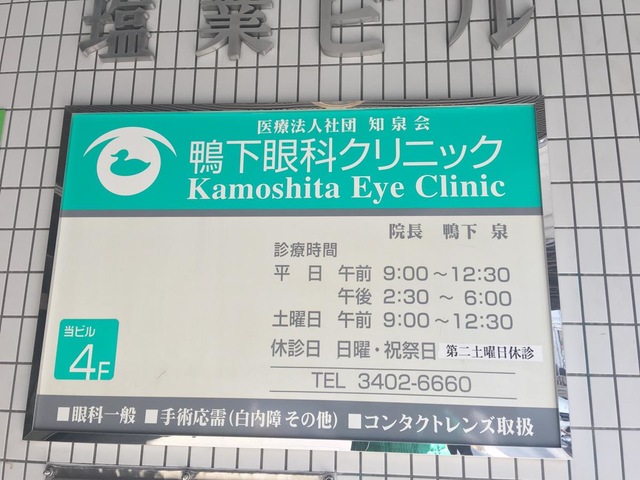 塩業ビル
医療法人社団 知泉会
鴨下眼科クリニック
Kamoshita Eye Clinic
院長 鴨下 泉
診療時間
平 日 午前 9:00～12:30
午後 2:30 ～ 6:00
土曜日 午前 9:00～12:30
休診日 日曜・祝祭日 第二土曜日休診
TEL 3402-6660
当ビル
4F
■眼科一般 ■手術応需(白内障その他) ■コンタクトレンズ取扱